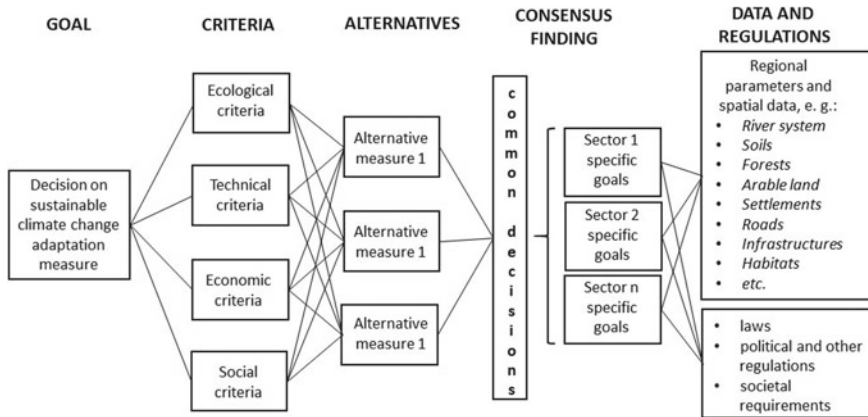 GOAL
CRITERIA
ALTERNATIVES
CONSENSUS
FINDING
DATA AND
REGULATIONS
Decision on
sustainable
climate change
adaptation
measure
Ecological
criteria
Technical
criteria
Economic
criteria
Social
criteria
Alternative
measure 1
Alternative
measure 1
Alternative
measure 1
common decisions
Sector 1
specific
goals
Sector 2
specific
goals
Sector n
specific
goals
Regional
parameters and
spatial data, e. g.:
• River system
• Soils
• Forests
• Arable land
• Settlements
• Roads
• Infrastructures
• Habitats
• etc.
• laws
• political and other
regulations
• societal
requirements